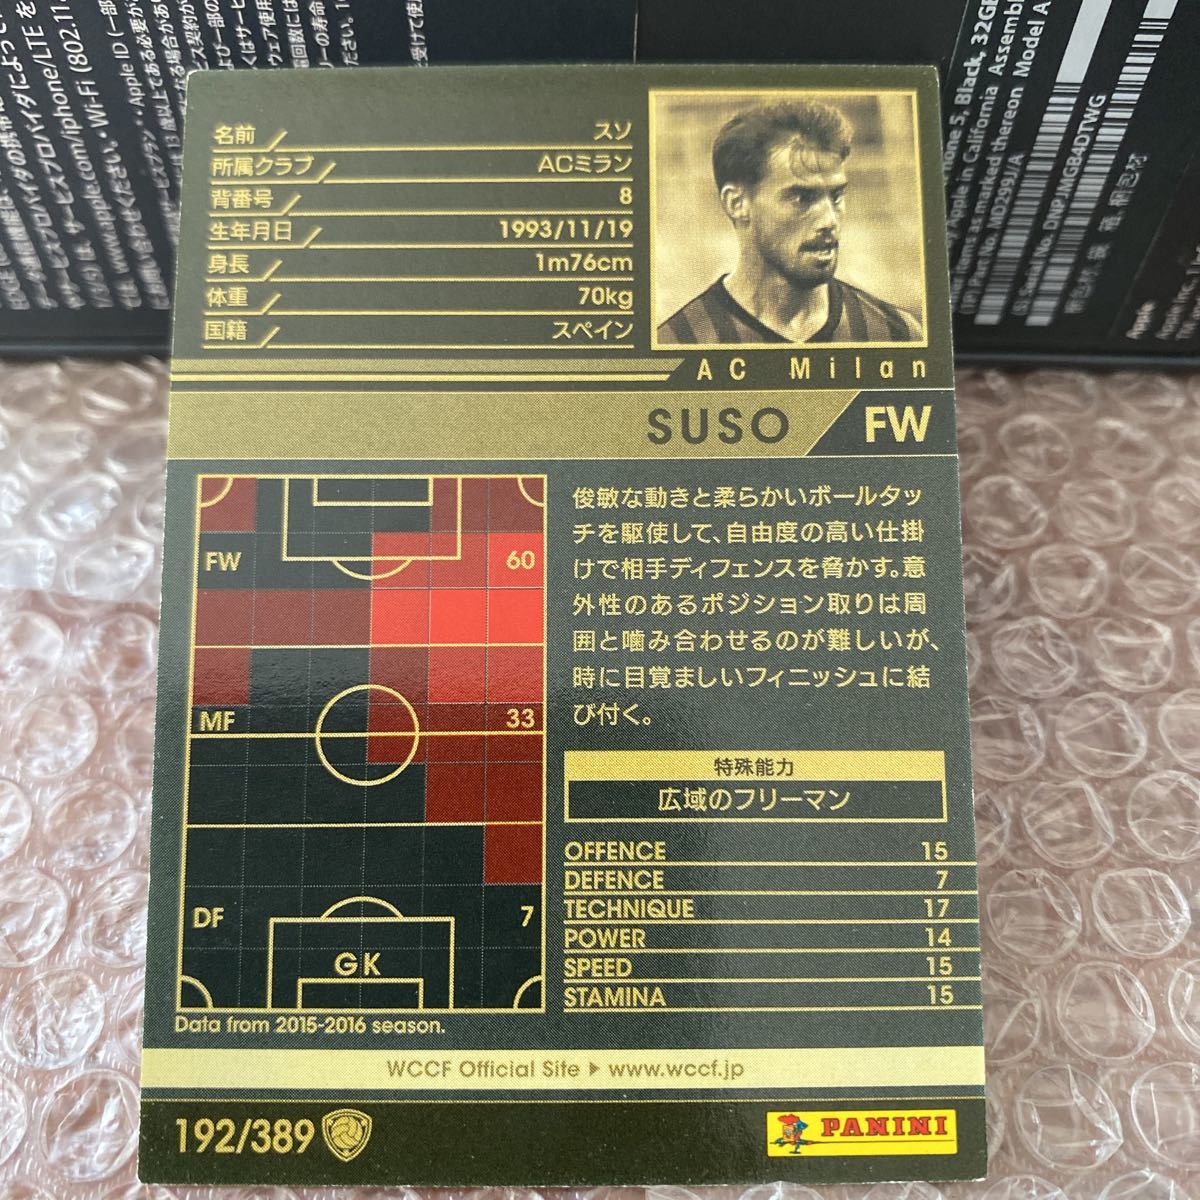 名前 スソ
所属クラブ ACミラン
背番号 8
生年月日 1993/11/19
身長 1m76cm
体重 70kg
国籍 スペイン
AC Milan
SUSO FW
FW 60
MF 33
DF 7
GK
Data from 2015-2016 season.
俊敏な動きと柔らかいボールタッ
チを駆使して、自由度の高い仕掛
けで相手ディフェンスを脅かす。意
外性のあるポジション取りは周
囲と噛み合わせるのが難しいが、
時に目覚ましいフィニッシュに結
び付く。
特殊能力
広域のフリーマン
OFFENCE 15
DEFENCE 7
TECHNIQUE 17
POWER 14
SPEED 15
STAMINA 15
WCCF Official Site ▶ www.wccf.jp
192/389
PANINI